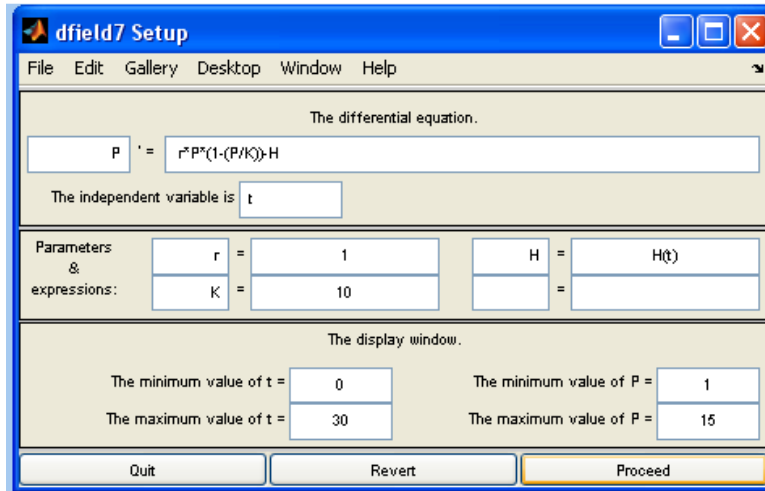 dfield7 Setup
File Edit Gallery Desktop Window Help
The differential equation.
P ' = r*P*(1-(P/K))-H
The independent variable is t
Parameters
&
expressions:
r = 1 H = H(t)
K = 10 =
The display window.
The minimum value of t = 0 The minimum value of P = 1
The maximum value of t = 30 The maximum value of P = 15
Quit Revert Proceed